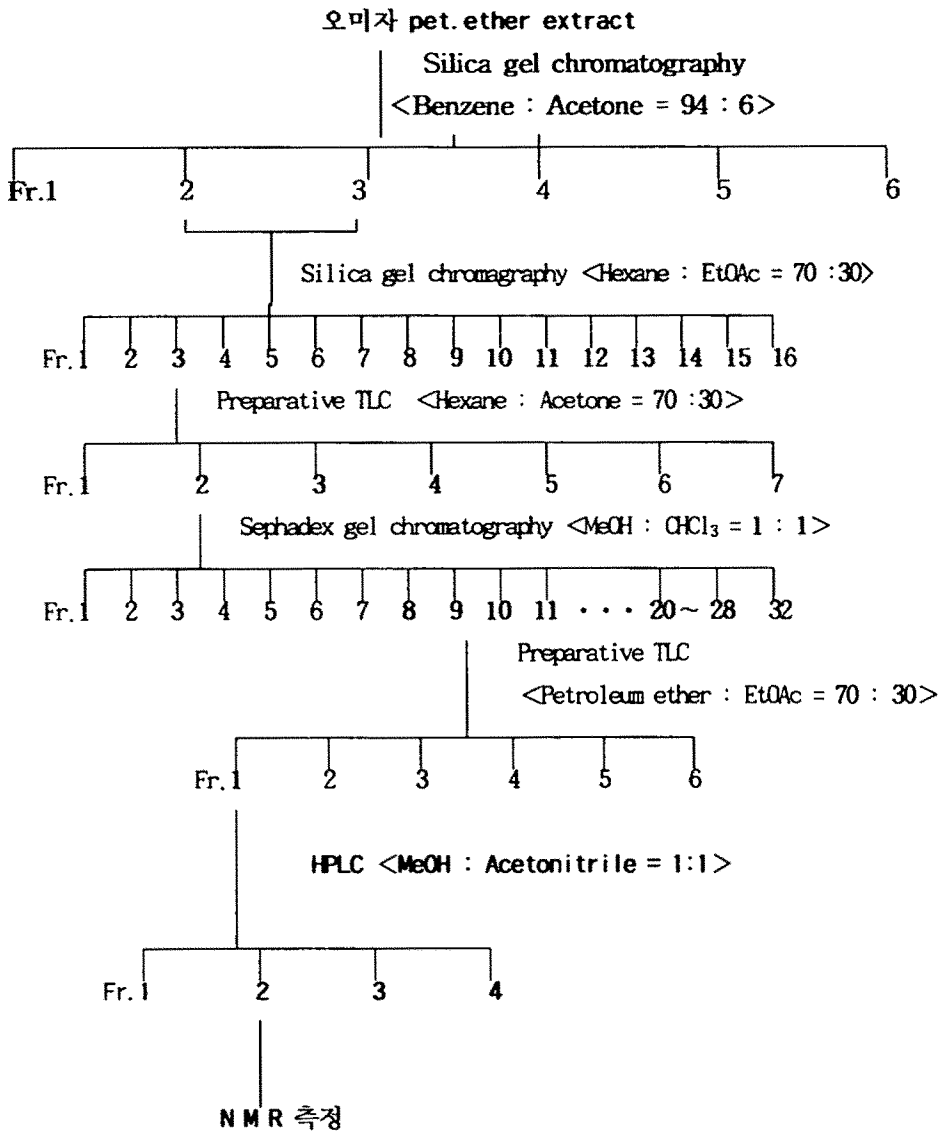 오미자 pet.ether extract
Silica gel chromatography
<Benzene : Acetone = 94 : 6>
Fr.1 2 3 4 5 6
Silica gel chromagraphy <Hexane : EtOAc = 70 :30>
Fr.1 2 3 4 5 6 7 8 9 10 11 12 13 14 15 16
Preparative TLC <Hexane : Acetone = 70 :30>
Fr.1 2 3 4 5 6 7
Sephadex gel chromatography <MeOH : CHCl₃ = 1 : 1>
Fr.1 2 3 4 5 6 7 8 9 10 11 · · · 20~ 28 32
Preparative TLC
<Petroleum ether : EtOAc = 70 : 30>
Fr.1 2 3 4 5 6
HPLC <MeOH : Acetonitrile = 1:1>
Fr.1 2 3 4
N M R 측정